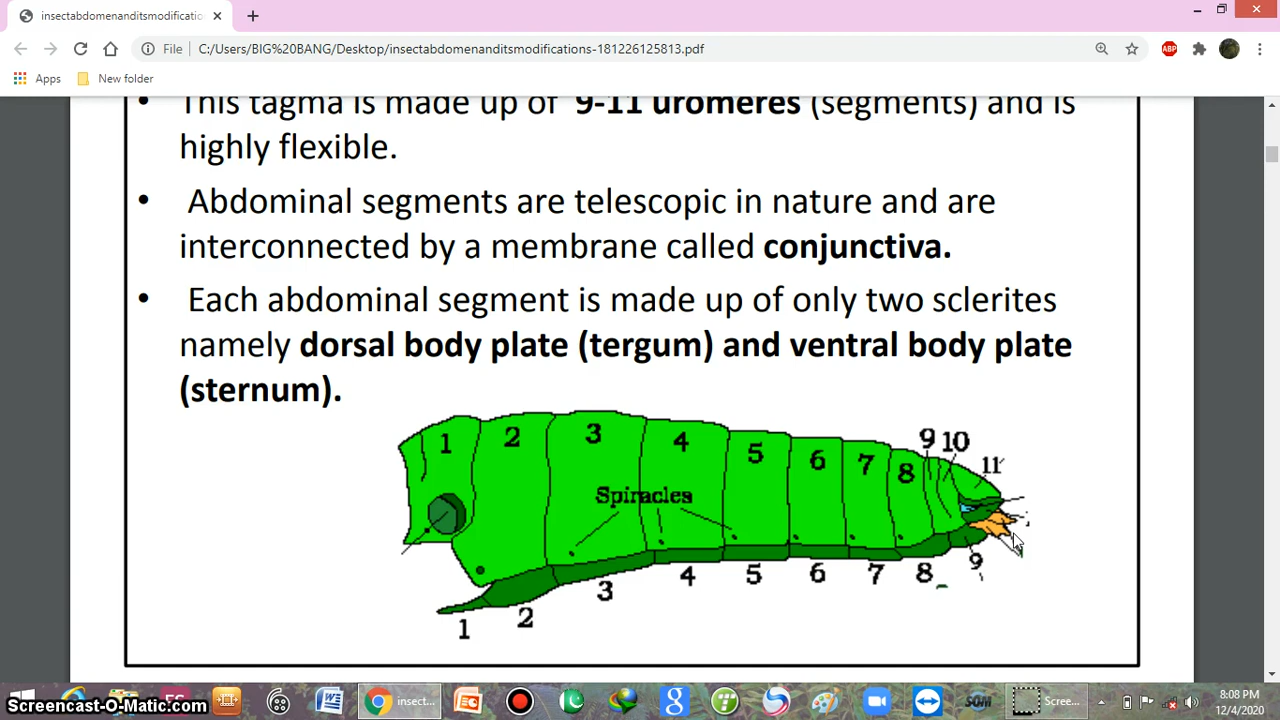 insectabdomenanditsmodificatio
File C:/Users/BIG%20BANG/Desktop/insectabdomenanditsmodifications-181226125813.pdf
ABP
Apps New folder
• This tagma is made up of 9-11 uromeres (segments) and is
highly flexible.
• Abdominal segments are telescopic in nature and are
interconnected by a membrane called conjunctiva.
• Each abdominal segment is made up of only two sclerites
namely dorsal body plate (tergum) and ventral body plate
(sternum).
1 2 3 4 5 6 7 8 9 10 11
Spiracles
1 2 3 4 5 6 7 8 9
insect... Scree... 8:08 PM
Screencast-O-Matic.com 12/4/2020